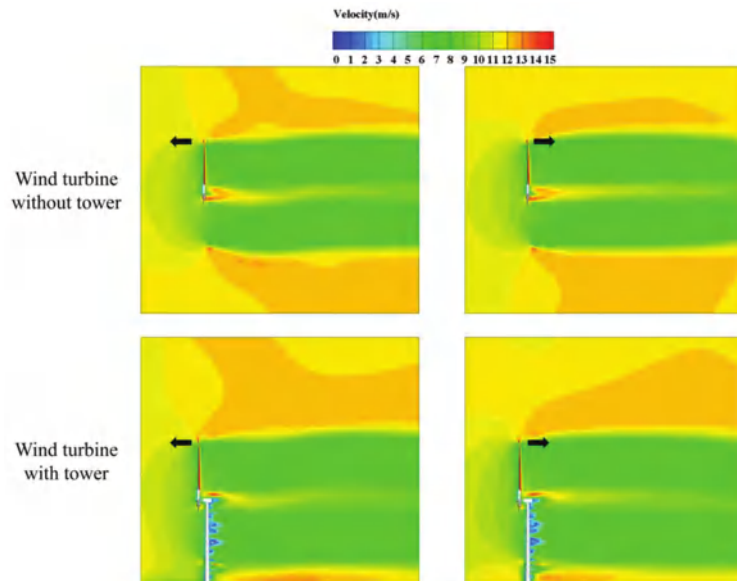 Velocity(m/s)
0 1 2 3 4 5 6 7 8 9 10 11 12 13 14 15
Wind turbine
without tower
Wind turbine
with tower